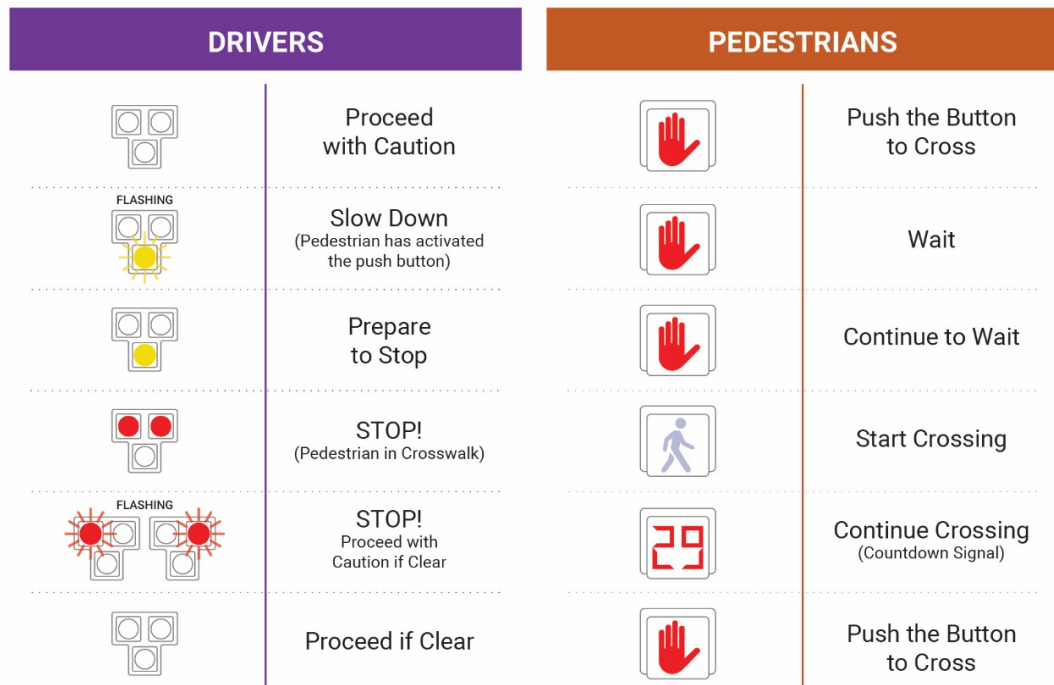 DRIVERS
PEDESTRIANS
Proceed
with Caution
Push the Button
to Cross
FLASHING
Slow Down
(Pedestrian has activated
the push button)
Wait
Prepare
to Stop
Continue to Wait
STOP!
(Pedestrian in Crosswalk)
Start Crossing
FLASHING
STOP!
Proceed with
Caution if Clear
29
Continue Crossing
(Countdown Signal)
Proceed if Clear
Push the Button
to Cross